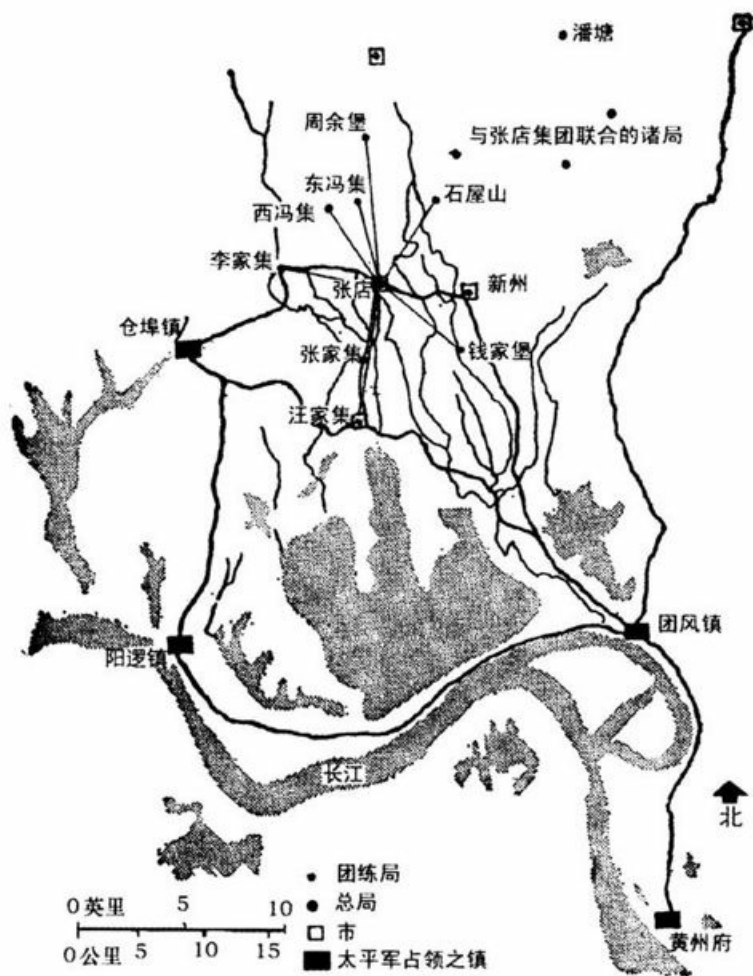 潘塘
周余堡
与张店集团联合的诸局
东冯集
石屋山
西冯集
李家集
张店
新州
仓埠镇
张家集
钱家堡
汪家集
团风镇
阳逻镇
长江
北
团练局
0英里 5 10
总局
市
0公里 5 10 15
太平军占领之镇
黄州府